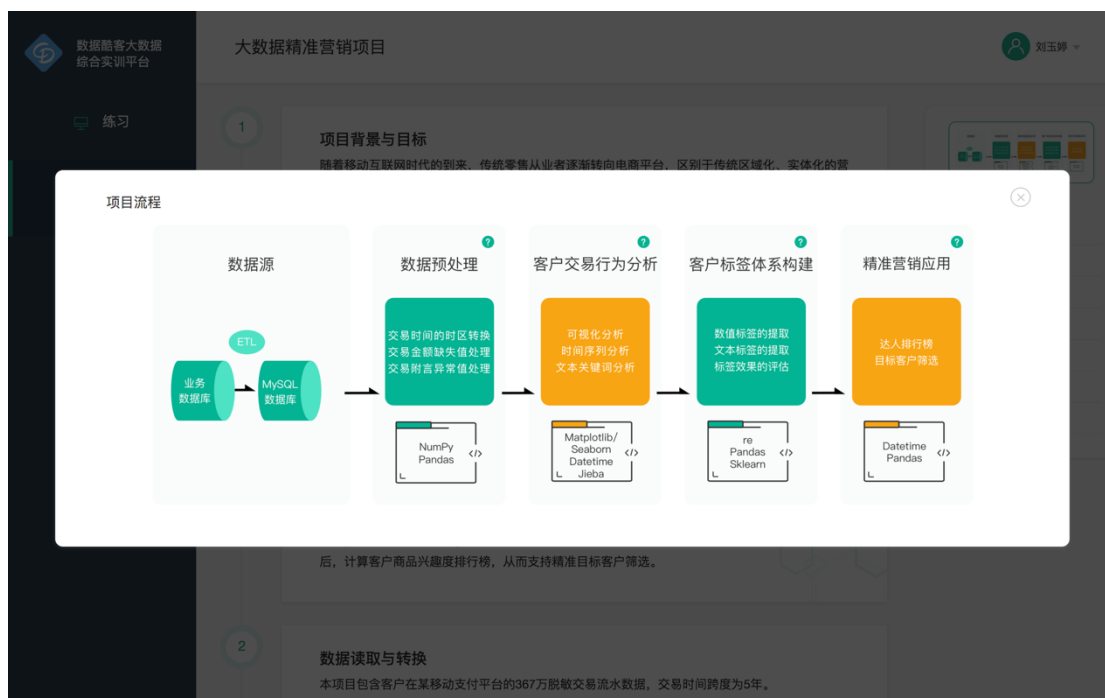 数据酷客大数据
综合实训平台
大数据精准营销项目
刘玉婷
练习
1
项目背景与目标
随着移动互联网时代的到来，传统零售从业者逐渐转向电商平台，区别于传统区域化、实体化的营
项目流程
数据源
数据预处理
客户交易行为分析
客户标签体系构建
精准营销应用
ETL
业务
数据库
MySQL
数据库
交易时间的时区转换
交易金额缺失值处理
交易附言异常值处理
NumPy
Pandas
可视化分析
时间序列分析
文本关键词分析
Matplotlib/
Seaborn
Datetime
Jieba
数值标签的提取
文本标签的提取
标签效果的评估
re
Pandas
Sklearn
达人排行榜
目标客户筛选
Datetime
Pandas
后，计算客户商品兴趣度排行榜，从而支持精准目标客户筛选。
2
数据读取与转换
本项目包含客户在某移动支付平台的367万脱敏交易流水数据，交易时间跨度为5年。